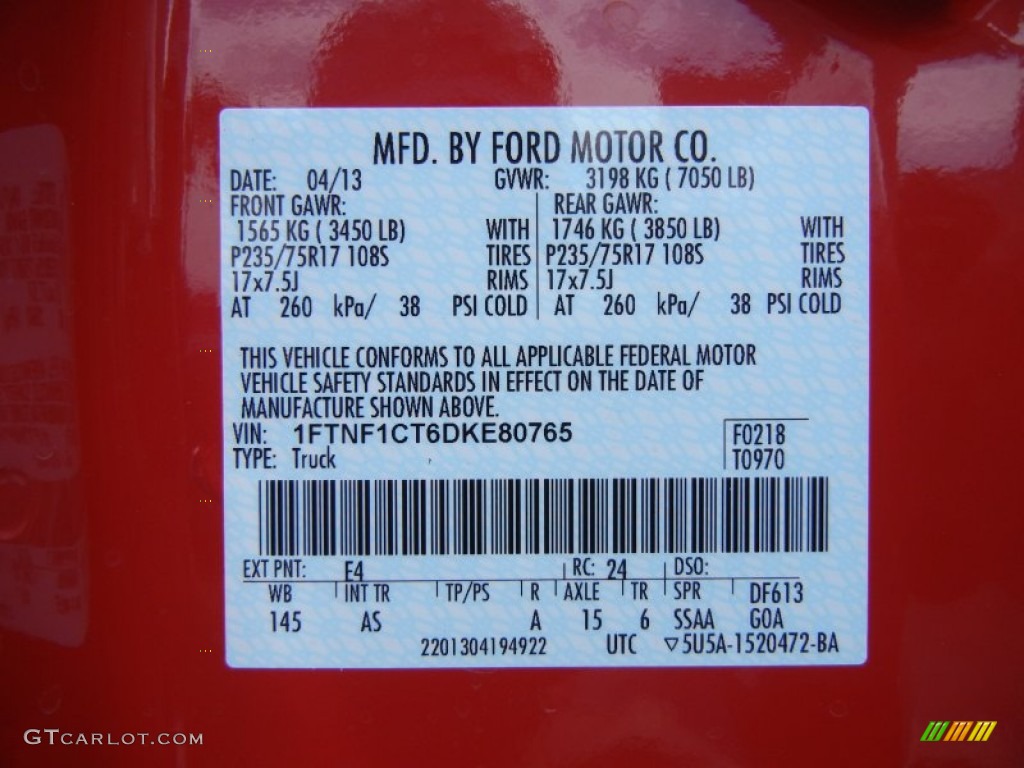 MFD. BY FORD MOTOR CO.
DATE: 04/13 GVWR: 3198 KG ( 7050 LB)
FRONT GAWR: REAR GAWR:
1565 KG ( 3450 LB) WITH 1746 KG ( 3850 LB) WITH
P235/75R17 108S TIRES P235/75R17 108S TIRES
17x7.5J RIMS 17x7.5J RIMS
AT 260 kPa/ 38 PSI COLD AT 260 kPa/ 38 PSI COLD
THIS VEHICLE CONFORMS TO ALL APPLICABLE FEDERAL MOTOR
VEHICLE SAFETY STANDARDS IN EFFECT ON THE DATE OF
MANUFACTURE SHOWN ABOVE.
VIN: 1FTNF1CT6DKE80765 F0218
TYPE: Truck T0970
EXT PNT: E4 RC: 24 DSO:
WB INT TR TP/PS R AXLE TR SPR DF613
145 AS A 15 6 SSAA GOA
2201304194922 UTC ▽5U5A-1520472-BA
GTCARLOT.COM